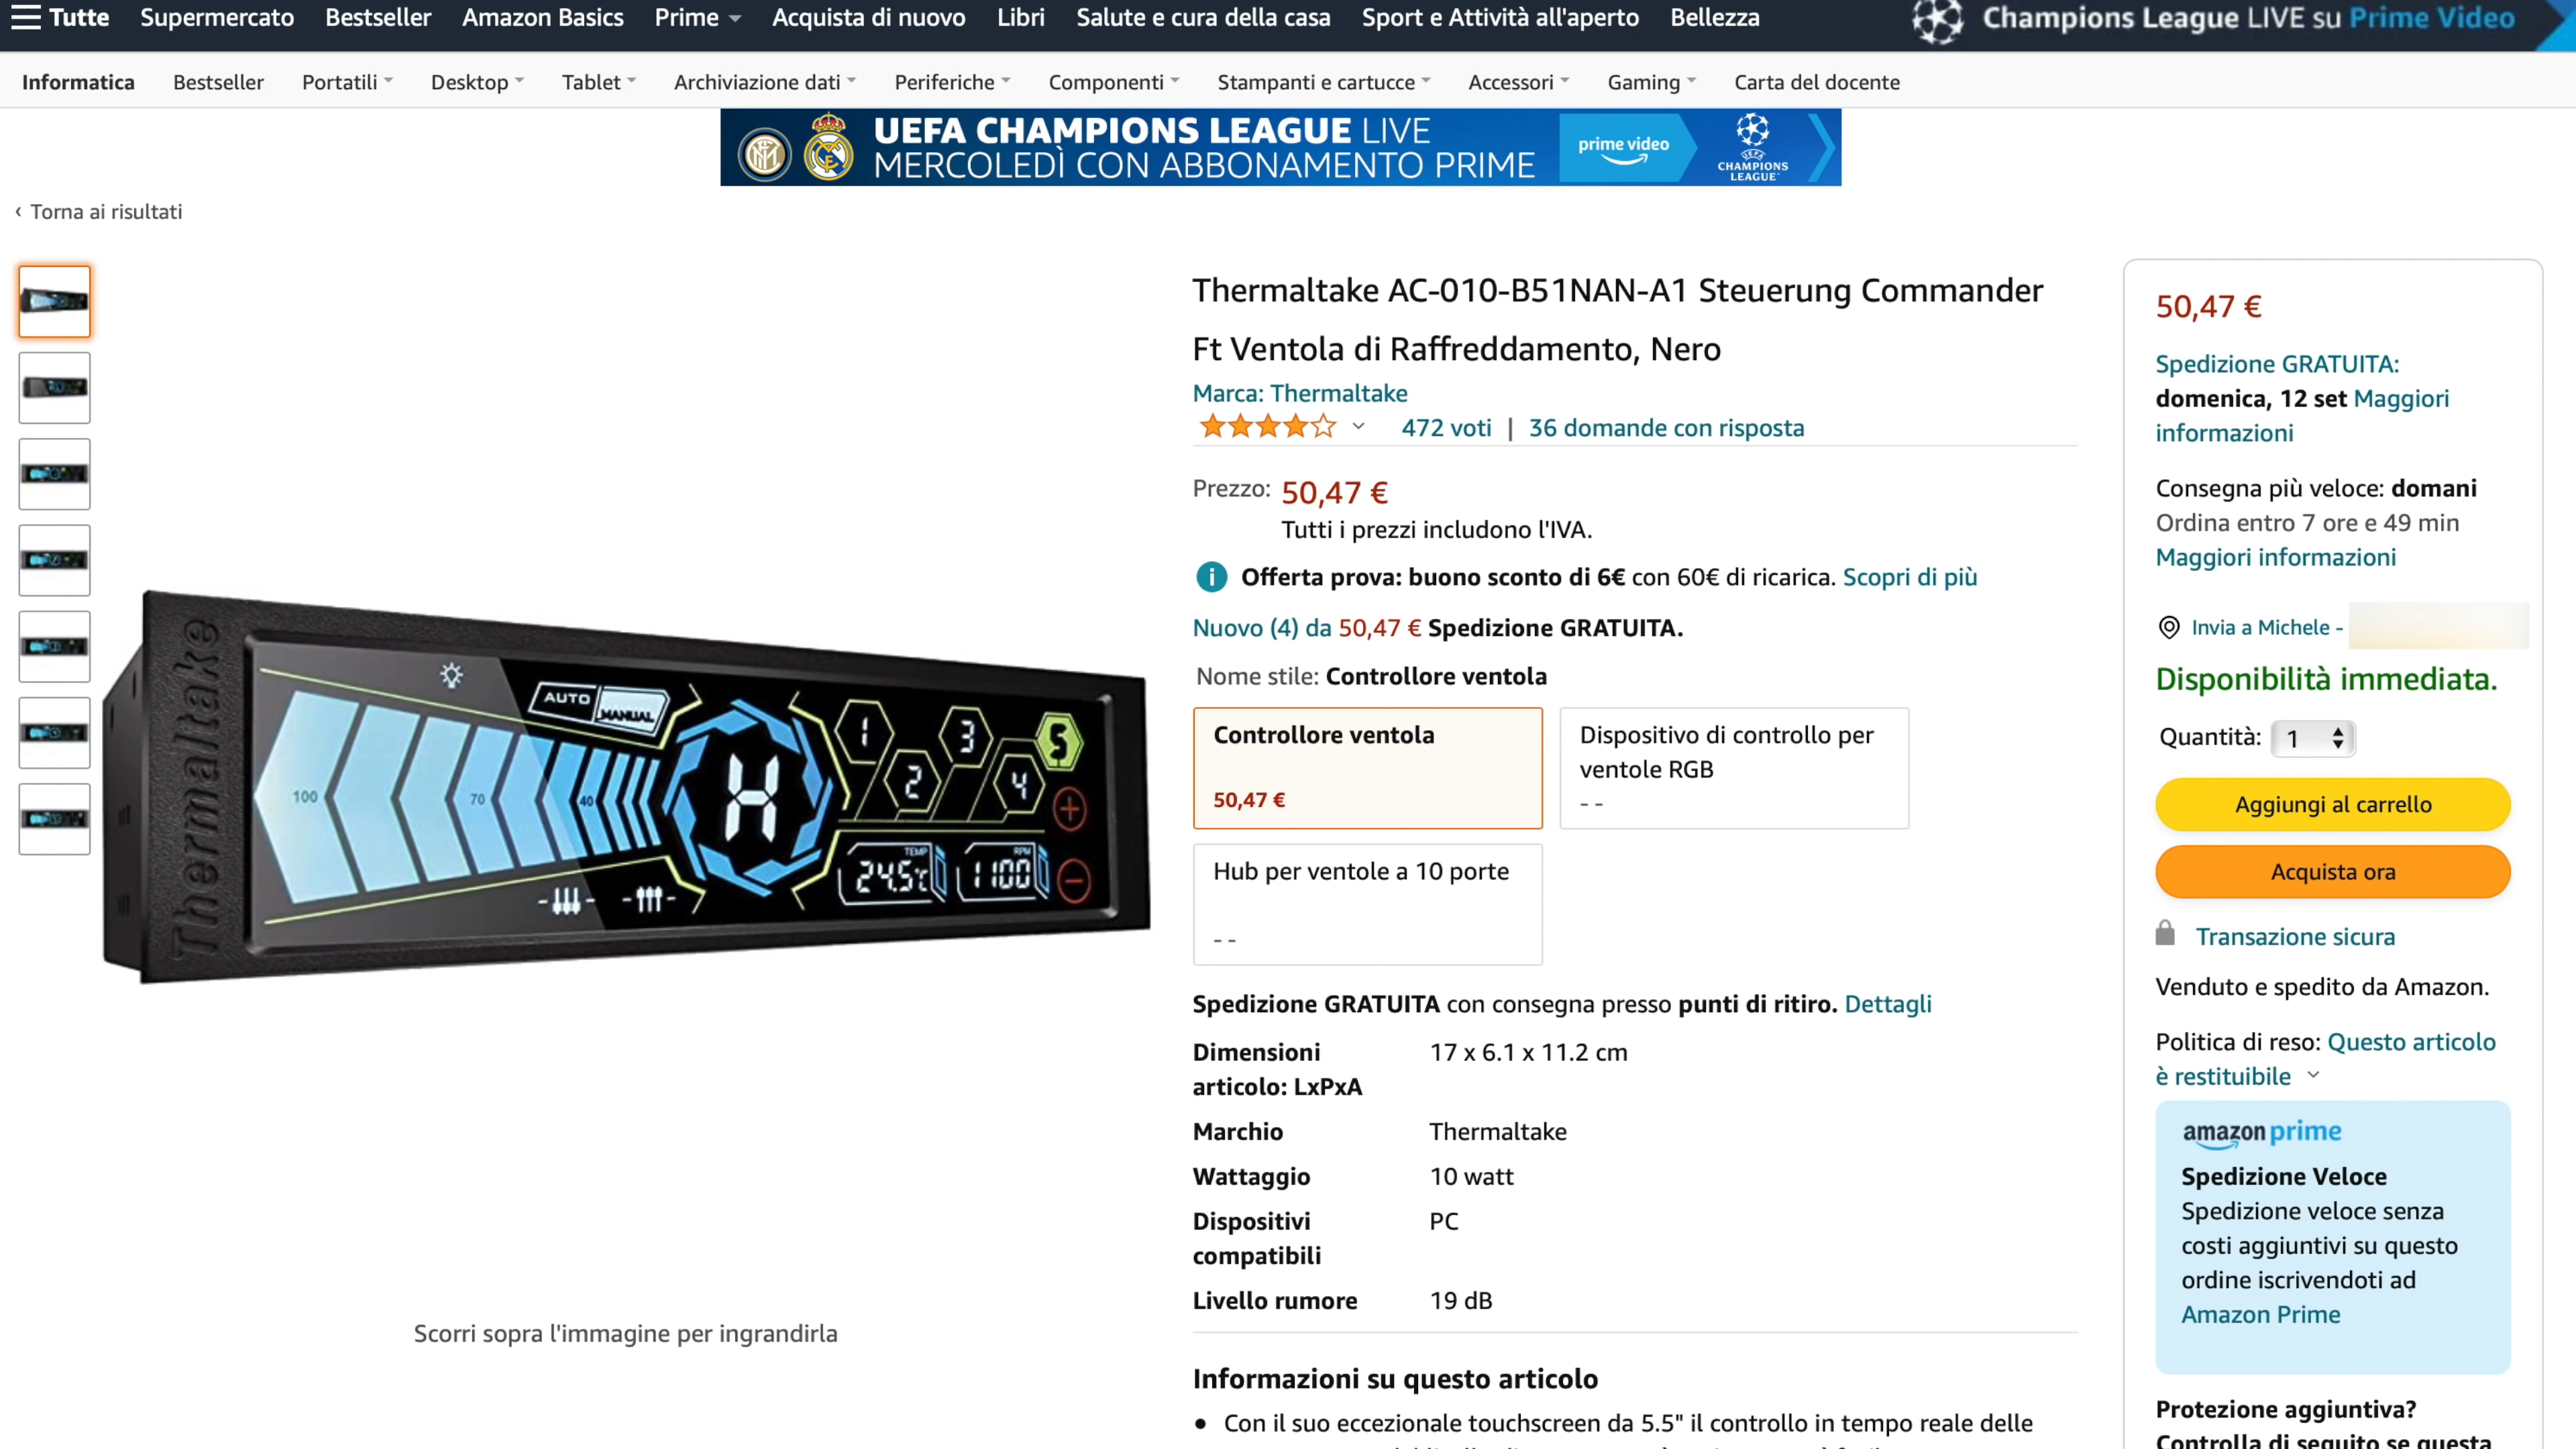 Tutte Supermercato Bestseller Amazon Basics Prime Acquista di nuovo Libri Salute e cura della casa Sport e Attività all'aperto Bellezza Champions League LIVE su Prime Video
Informatica Bestseller Portatili Desktop Tablet Archiviazione dati Periferiche Componenti Stampanti e cartucce Accessori Gaming Carta del docente
UEFA CHAMPIONS LEAGUE LIVE
MERCOLEDÌ CON ABBONAMENTO PRIME
prime video
UEFA
CHAMPIONS
LEAGUE
‹ Torna ai risultati
Thermaltake
AUTO MANUAL
100 70 40
H
1 2 3 4 5
TEMP
24.5°C
RPM
1100
Scorri sopra l'immagine per ingrandirla
Thermaltake AC-010-B51NAN-A1 Steuerung Commander
Ft Ventola di Raffreddamento, Nero
Marca: Thermaltake
472 voti | 36 domande con risposta
Prezzo: 50,47 €
Tutti i prezzi includono l'IVA.
i Offerta prova: buono sconto di 6€ con 60€ di ricarica. Scopri di più
Nuovo (4) da 50,47 € Spedizione GRATUITA.
Nome stile: Controllore ventola
Controllore ventola
50,47 €
Dispositivo di controllo per
ventole RGB
- -
Hub per ventole a 10 porte
- -
Spedizione GRATUITA con consegna presso punti di ritiro. Dettagli
Dimensioni 17 x 6.1 x 11.2 cm
articolo: LxPxA
Marchio Thermaltake
Wattaggio 10 watt
Dispositivi PC
compatibili
Livello rumore 19 dB
Informazioni su questo articolo
• Con il suo eccezionale touchscreen da 5.5" il controllo in tempo reale delle
50,47 €
Spedizione GRATUITA:
domenica, 12 set Maggiori
informazioni
Consegna più veloce: domani
Ordina entro 7 ore e 49 min
Maggiori informazioni
Invia a Michele -
Disponibilità immediata.
Quantità: 1
Aggiungi al carrello
Acquista ora
Transazione sicura
Venduto e spedito da Amazon.
Politica di reso: Questo articolo
è restituibile
amazon prime
Spedizione Veloce
Spedizione veloce senza
costi aggiuntivi su questo
ordine iscrivendoti ad
Amazon Prime
Protezione aggiuntiva?
Controlla di seguito se questa